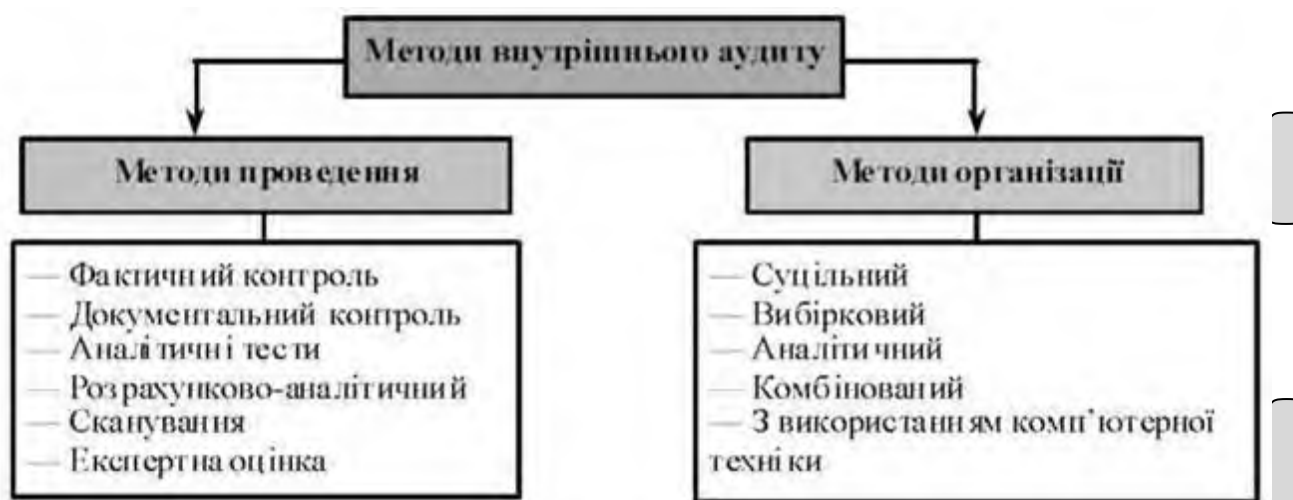 Методи внутрішнього аудиту
Методи проведення
— Фактичний контроль
— Документальний контроль
— Аналітичні тести
— Розрахунково-аналітичний
— Сканування
— Експертна оцінка
Методи організації
— Суцільний
— Вибірковий
— Аналітичний
— Комбінований
— З використанням комп’ютерної
техніки